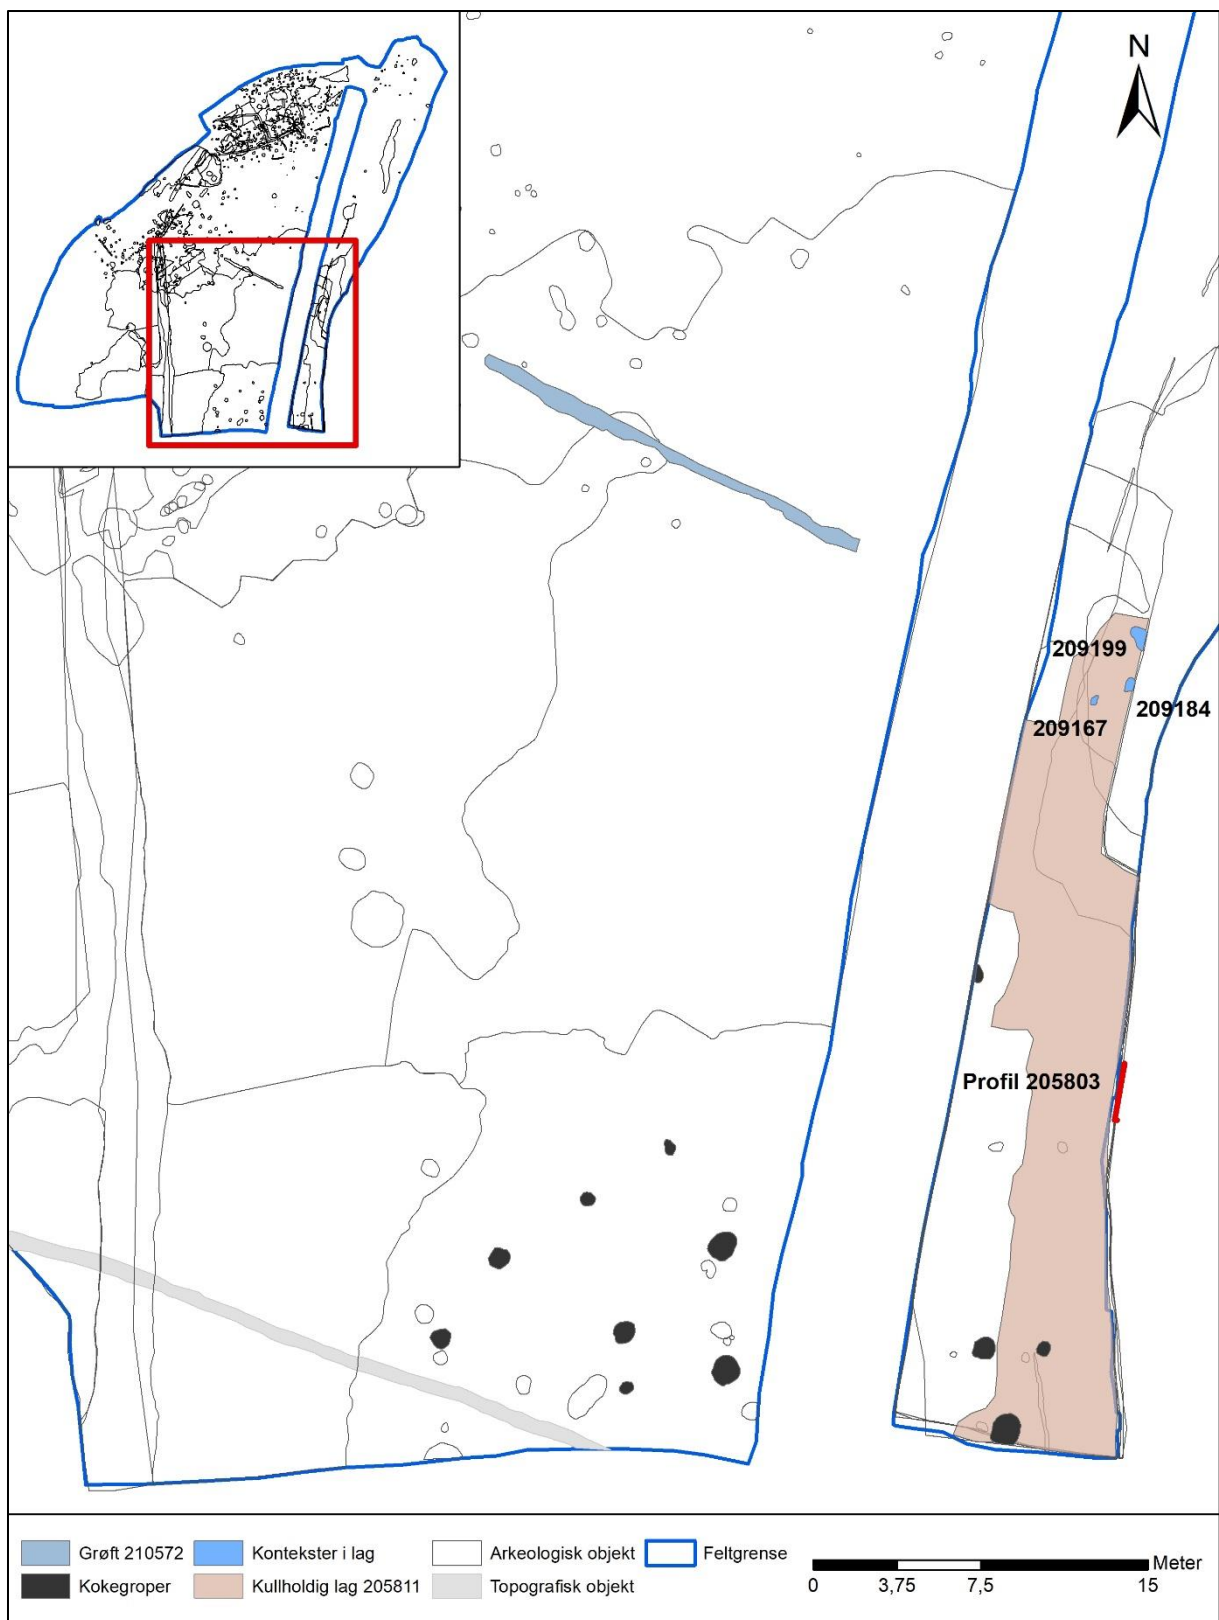 N
209199
209184
209167
Profil 205803
Grøft 210572
Kontekster i lag
Arkeologisk objekt
Feltgrense
Kokegroper
Kullholdig lag 205811
Topografisk objekt
Meter
0 3,75 7,5 15